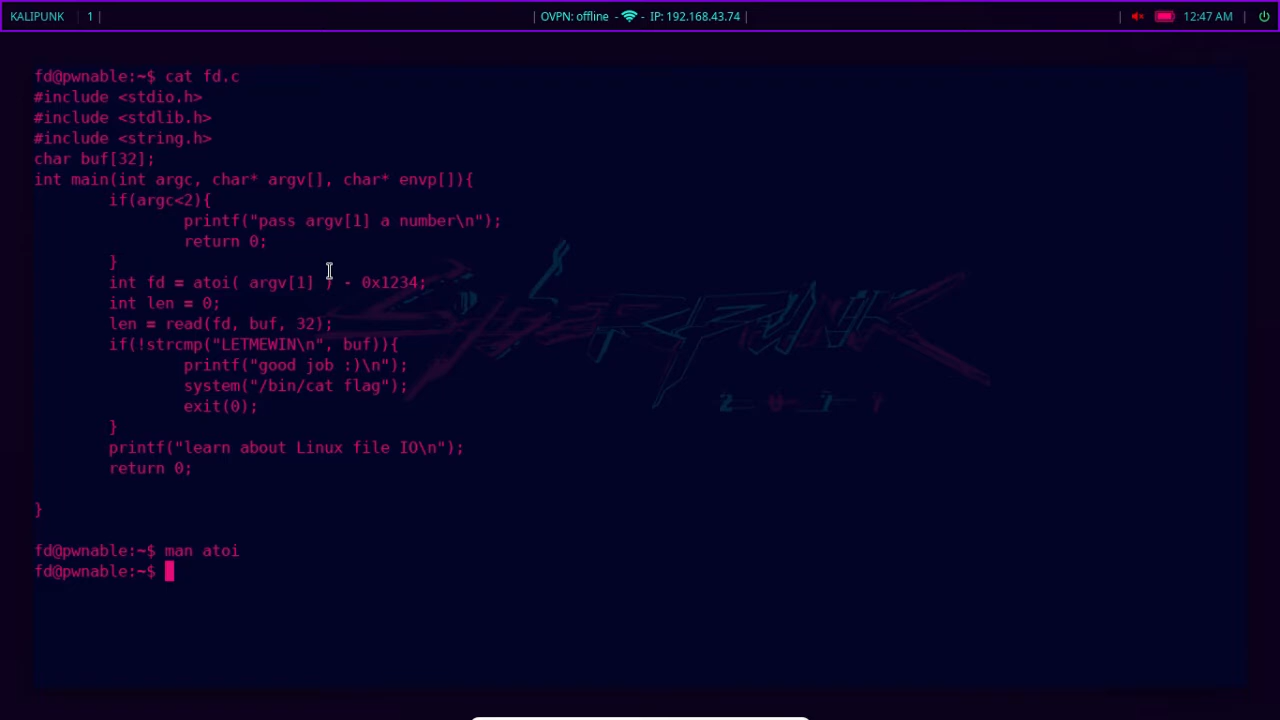 KALIPUNK 1 | | OVPN: offline - - IP: 192.168.43.74 | | 12:47 AM |
fd@pwnable:~$ cat fd.c
#include <stdio.h>
#include <stdlib.h>
#include <string.h>
char buf[32];
int main(int argc, char* argv[], char* envp[]){
        if(argc<2){
                printf("pass argv[1] a number\n");
                return 0;
        }
        int fd = atoi( argv[1] ) - 0x1234;
        int len = 0;
        len = read(fd, buf, 32);
        if(!strcmp("LETMEWIN\n", buf)){
                printf("good job :)\n");
                system("/bin/cat flag");
                exit(0);
        }
        printf("learn about Linux file IO\n");
        return 0;

}

fd@pwnable:~$ man atoi
fd@pwnable:~$
CYBERPUNK
2077